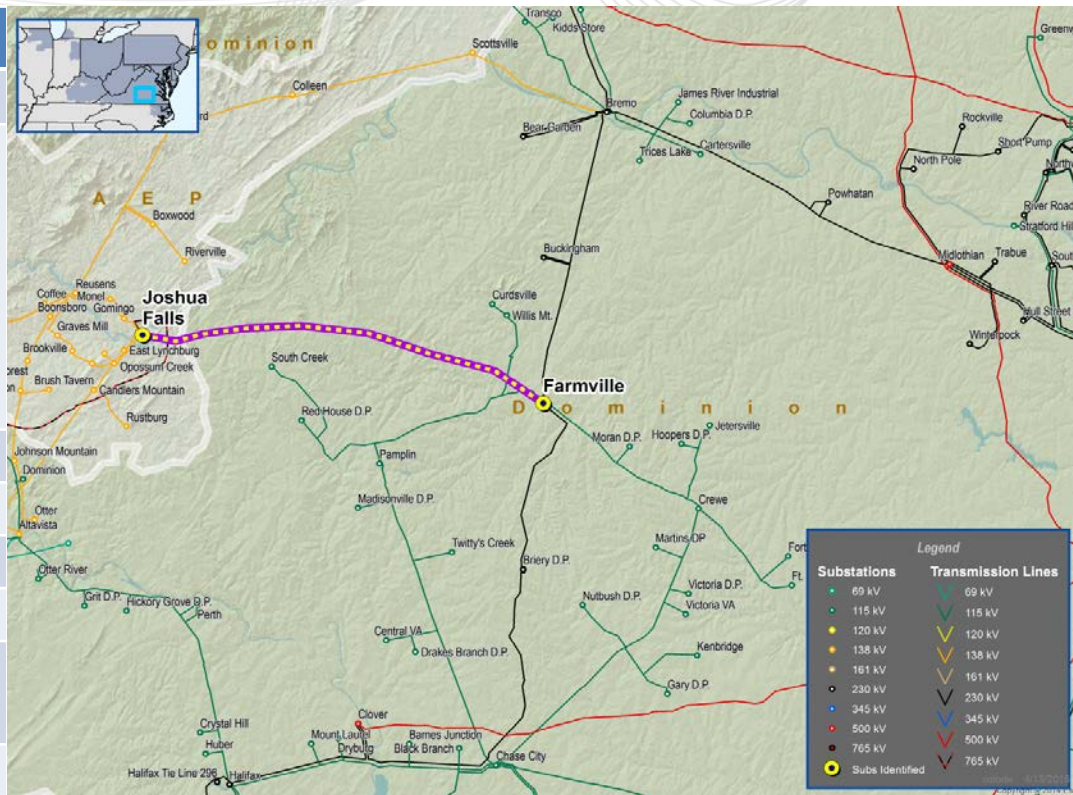 Transco
Kidds Store
Dominion
Scottsville
Greenw
Colleen
James River Industrial
Bremo
Columbia D.P.
Rockville
Bear Garden
Short Pump
Trices Lake
Cartersville
North Pole
A E P
Boxwood
Powhatan
River Road
Stratford Hil
Riverville
Buckingham
Midlothian
Trabue
Reusens
Coffee
Monel
Boonsboro
Gomingo
Joshua
Falls
Curdsville
Willis Mt.
Hull Street
Graves Mill
Winterpock
Brookville
East Lynchburg
South Creek
Opossum Creek
Farmville
Brush Tavern
Candlers Mountain
Dominion
Rustburg
Red House D.P.
Moran D.P.
Hoopers D.P.
Jetersville
Johnson Mountain
Pamplin
Dominion
Crewe
Madisonville D.P.
Otter
Altavista
Twitty's Creek
Martins DP
Fort
Briery D.P.
Ft.
Otter River
Victoria D.P.
Grit D.P.
Hickory Grove D.P.
Perth
Nutbush D.P.
Victoria VA
Central VA
Drakes Branch D.P.
Kenbridge
Gary D.P.
Clover
Crystal Hill
Mount Laurel
Barnes Junction
Huber
Dryburg
Black Branch
Chase City
Halifax Tie Line 296
Halifax
Legend
Substations
Transmission Lines
69 kV
69 kV
115 kV
115 kV
120 kV
120 kV
138 kV
138 kV
161 kV
161 kV
230 kV
230 kV
345 kV
345 kV
500 kV
500 kV
765 kV
765 kV
Subs Identified